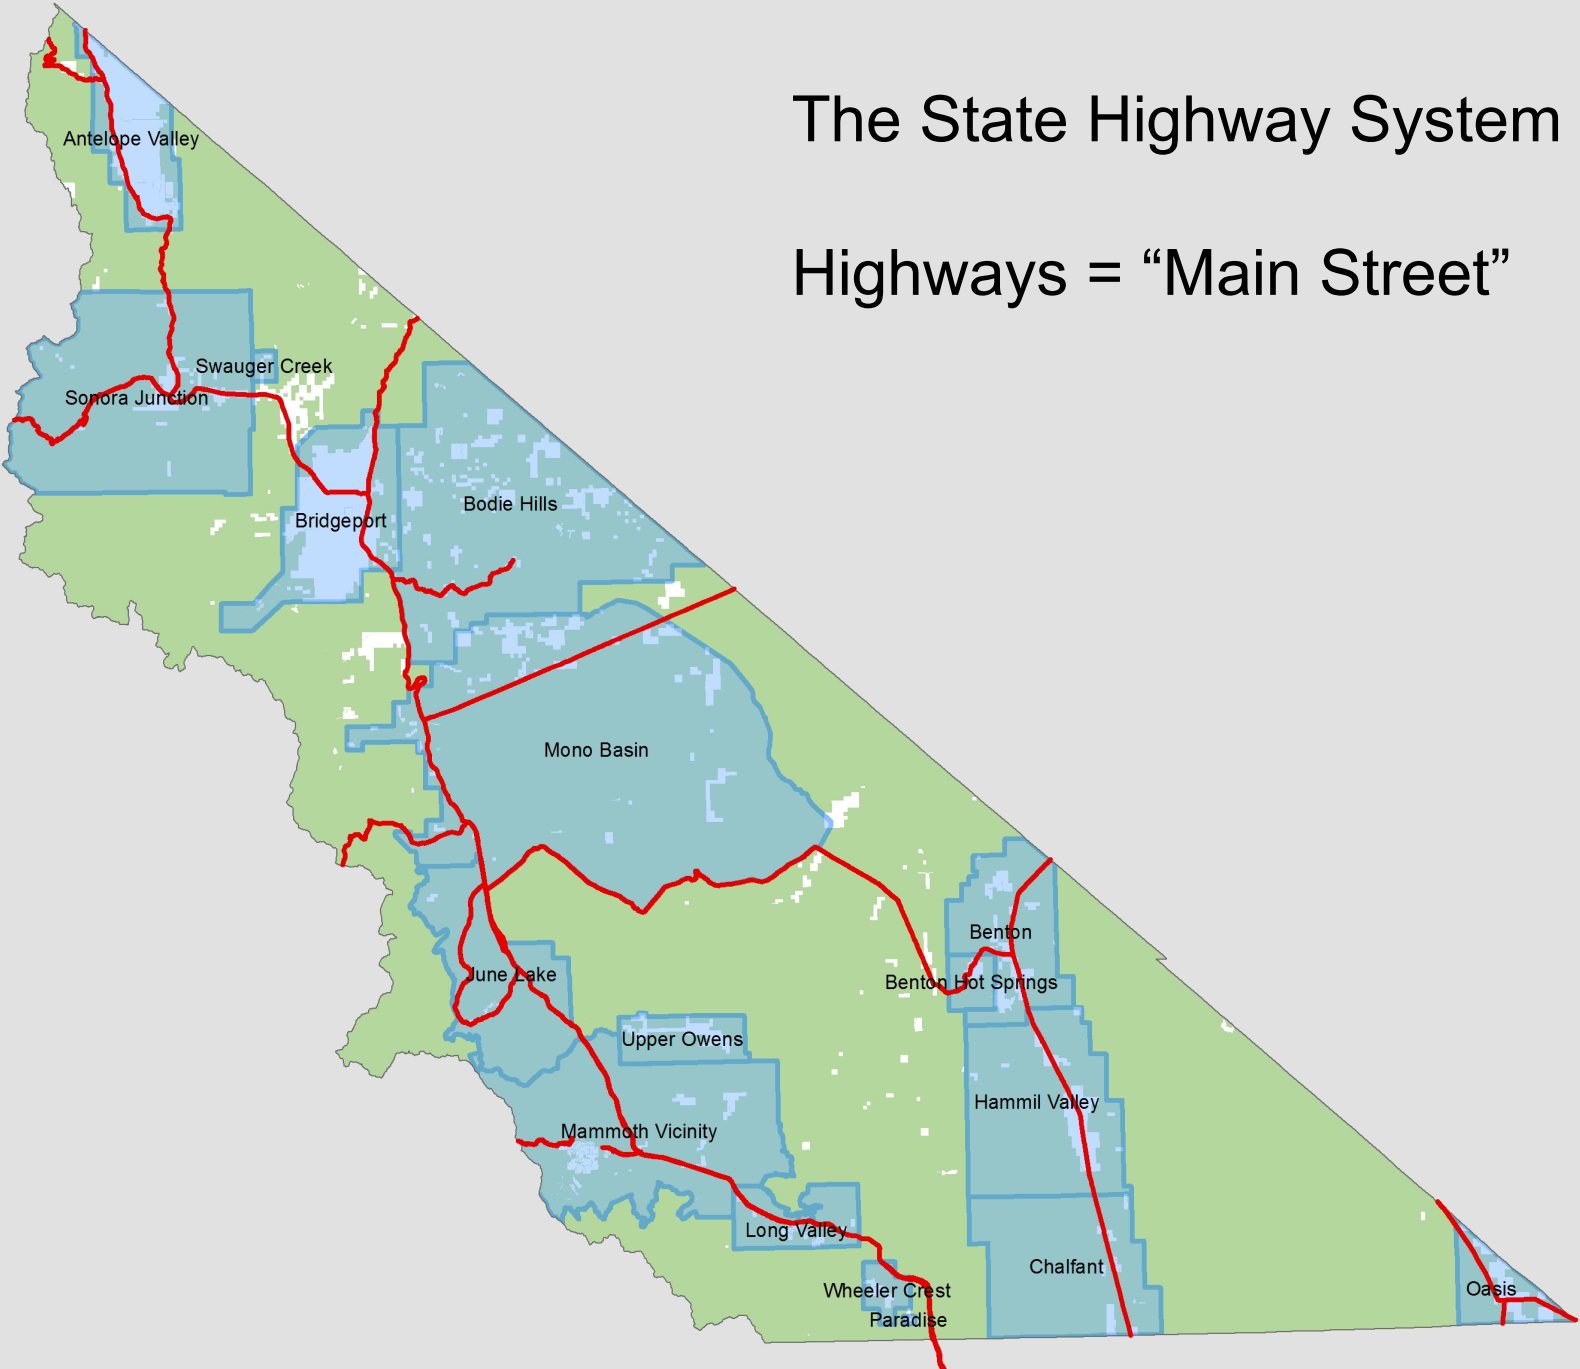 The State Highway System
Highways = “Main Street”
Antelope Valley
Swauger Creek
Sonora Junction
Bodie Hills
Bridgeport
Mono Basin
Benton
June Lake
Benton Hot Springs
Upper Owens
Hammil Valley
Mammoth Vicinity
Long Valley
Chalfant
Oasis
Wheeler Crest
Paradise